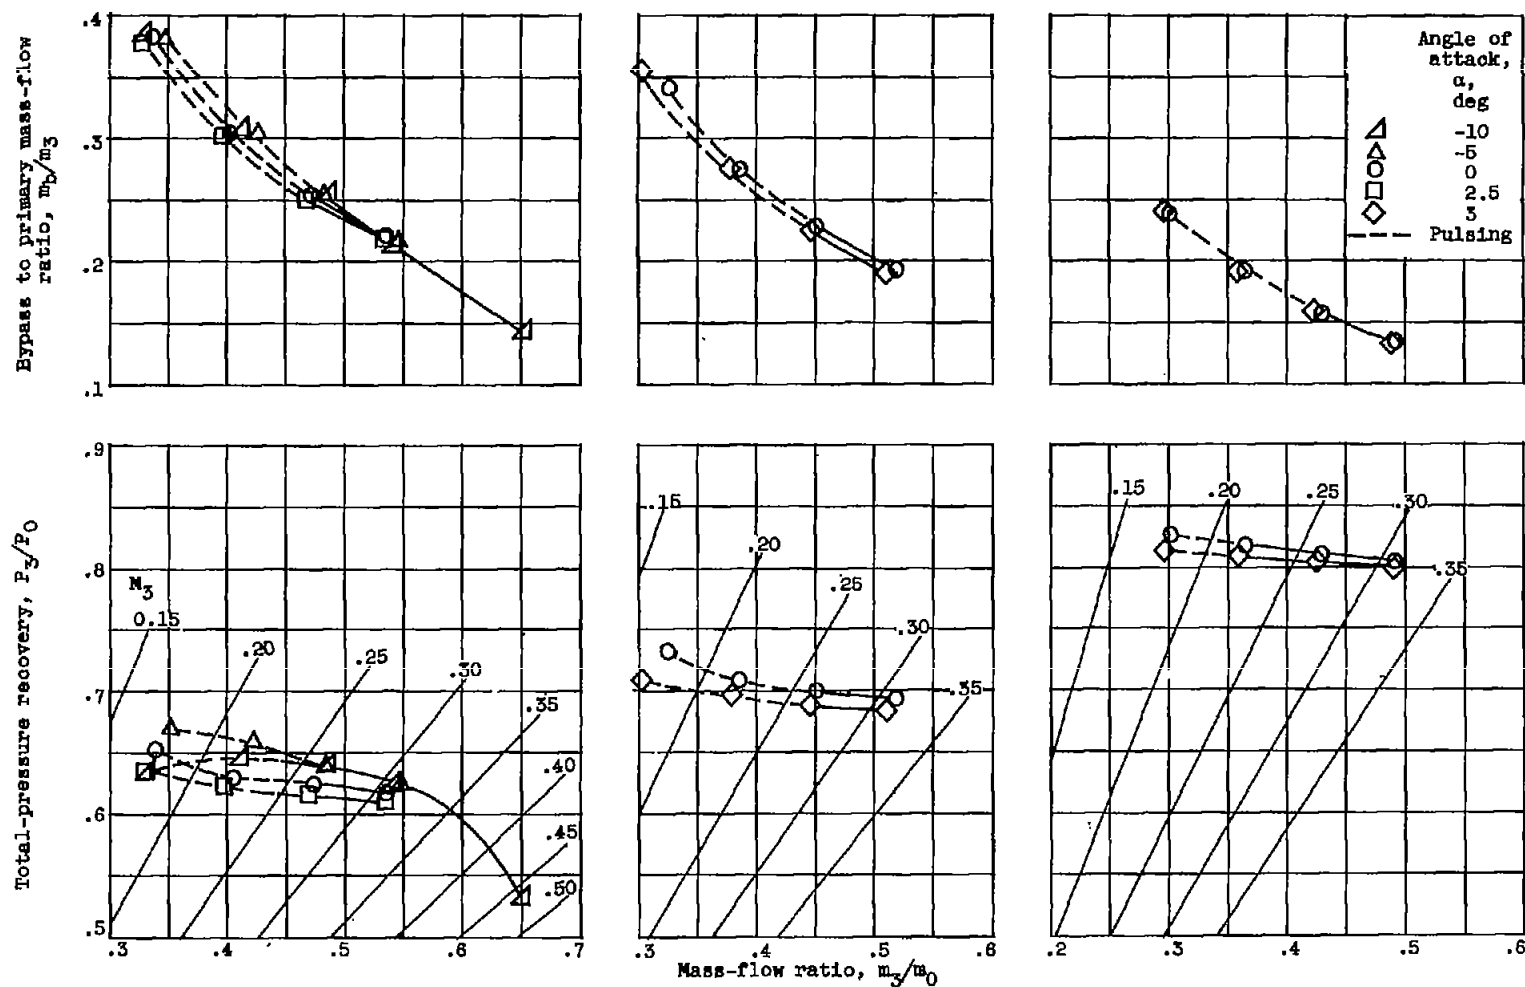 Bypass to primary mass-flow
ratio, m_b/m_3
.4
.3
.2
.1
Angle of
attack,
α,
deg
-10
-5
0
2.5
3
Pulsing
Total-pressure recovery, P_3/P_0
.9
.8
.7
.6
.5
M_3
0.15
.20
.25
.30
.35
.40
.45
.50
.15
.20
.25
.30
.35
.15
.20
.25
.30
.35
.3 .4 .5 .6 .7
.3 .4 .5 .6
.2 .3 .4 .5 .6
Mass-flow ratio, m_3/m_0